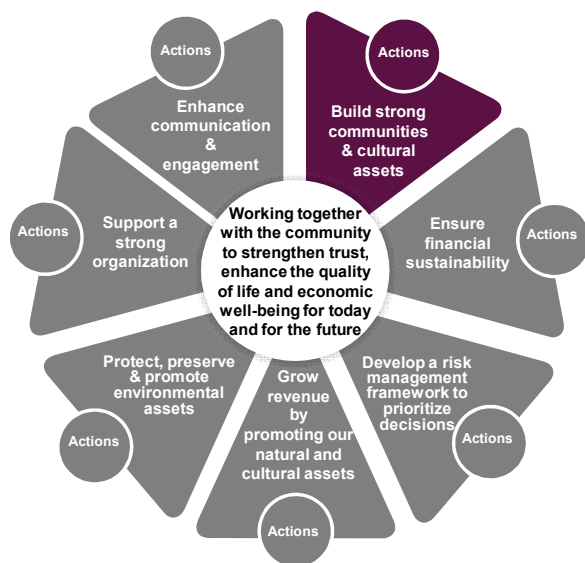 Actions
Build strong
communities
& cultural
assets
Ensure
financial
sustainability
Actions
Develop a risk
management
framework to
prioritize
decisions
Actions
Grow
revenue
by
promoting our
natural and
cultural assets
Actions
Protect, preserve
& promote
environmental
assets
Actions
Support a
strong
organization
Actions
Actions
Enhance
communication
&
engagement
Working together
with the community
to strengthen trust,
enhance the quality
of life and economic
well-being for today
and for the future